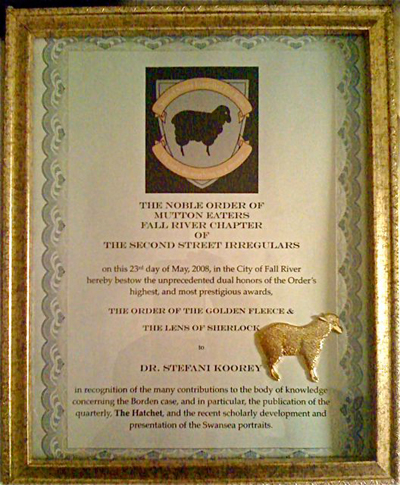 THE NOBLE ORDER OF
MUTTON EATERS
FALL RIVER CHAPTER
OF
THE SECOND STREET IRREGULARS
on this 23rd day of May, 2008, in the City of Fall River
hereby bestow the unprecedented dual honors of the Order's
highest, and most prestigious awards,
THE ORDER OF THE GOLDEN FLEECE &
THE LENS OF SHERLOCK
to
DR. STEFANI KOOREY
in recognition of the many contributions to the body of knowledge
concerning the Borden case, and in particular, the publication of the
quarterly, The Hatchet, and the recent scholarly development and
presentation of the Swansea portraits.